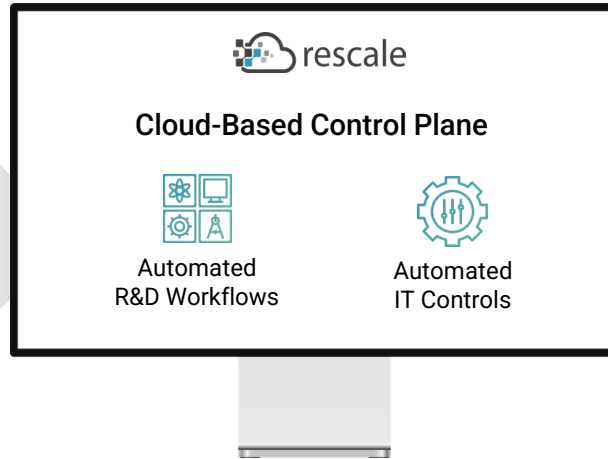 rescale
Cloud-Based Control Plane
Automated
R&D Workflows
Automated
IT Controls